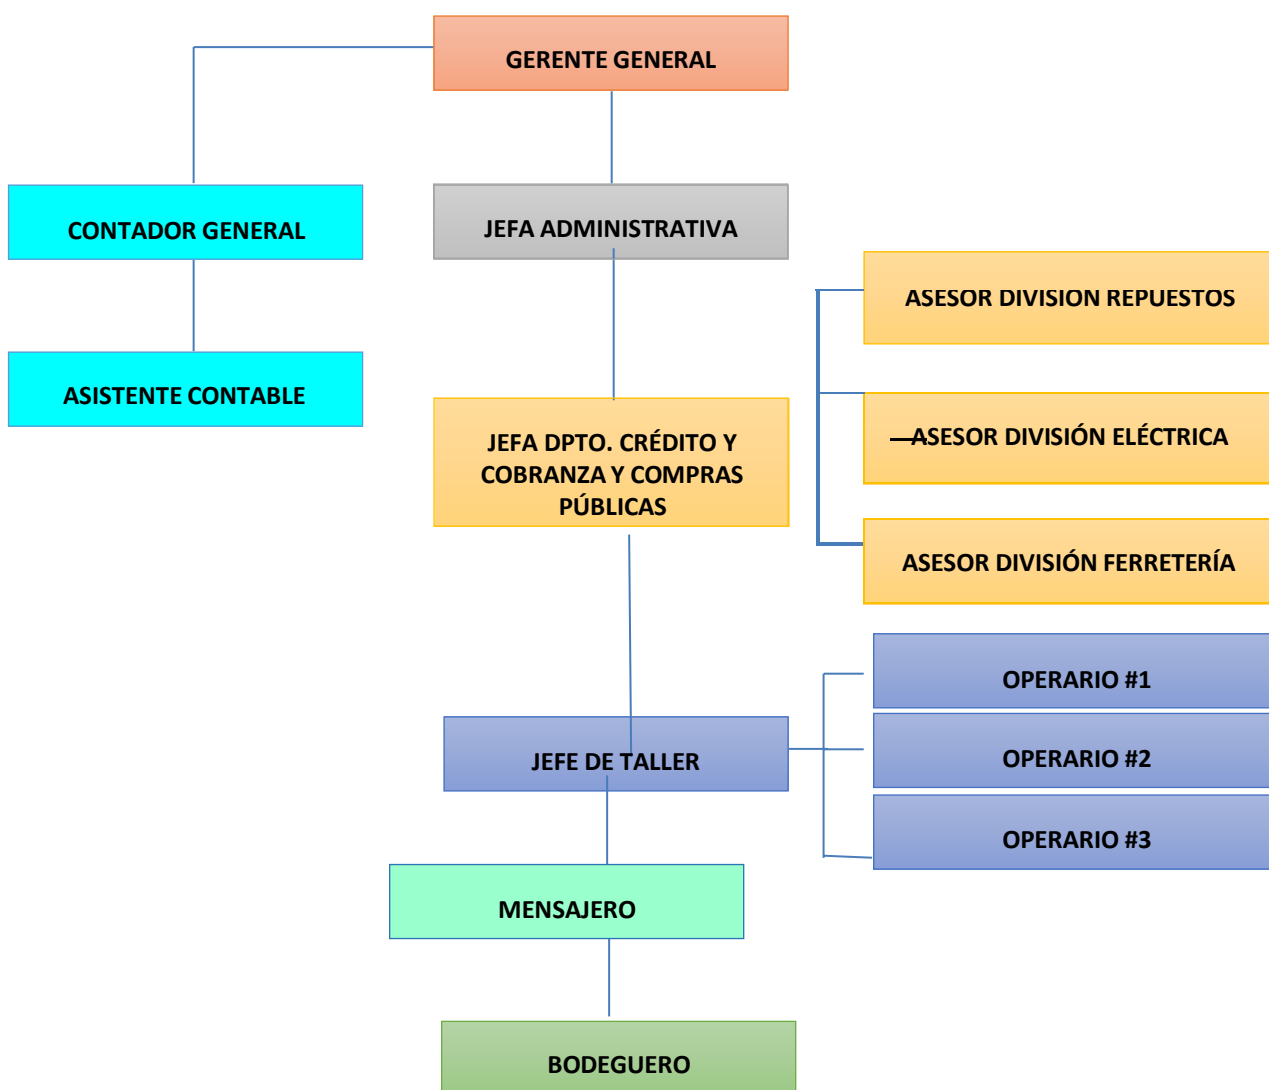 GERENTE GENERAL
CONTADOR GENERAL
JEFA ADMINISTRATIVA
ASESOR DIVISION REPUESTOS
ASISTENTE CONTABLE
JEFA DPTO. CRÉDITO Y
COBRANZA Y COMPRAS
PÚBLICAS
ASESOR DIVISIÓN ELÉCTRICA
ASESOR DIVISIÓN FERRETERÍA
OPERARIO #1
JEFE DE TALLER
OPERARIO #2
OPERARIO #3
MENSAJERO
BODEGUERO